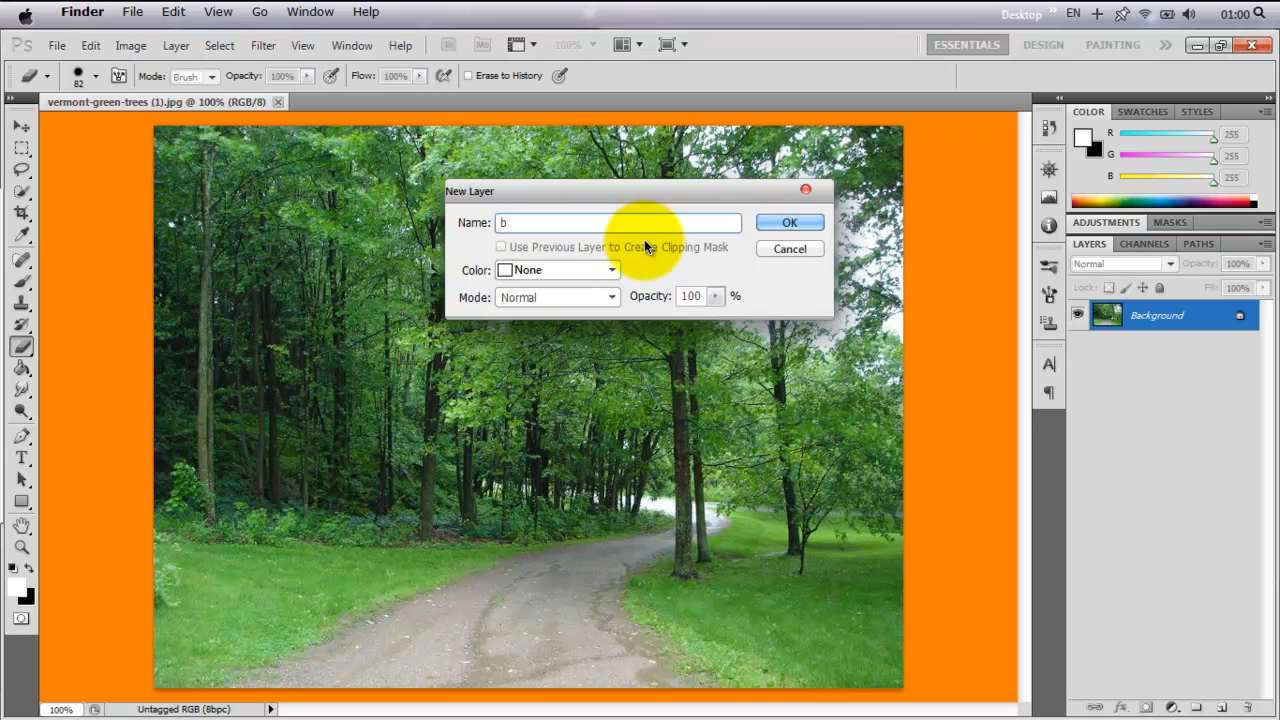 Finder File Edit View Go Window Help Desktop EN 01:00
Ps File Edit Image Layer Select Filter View Window Help Br Mb 100% ESSENTIALS DESIGN PAINTING
82 Mode: Brush Opacity: 100% Flow: 100% Erase to History
vermont-green-trees (1).jpg @ 100% (RGB/8)
COLOR SWATCHES STYLES
R 255
G 255
B 255
New Layer
Name: b OK
Use Previous Layer to Create Clipping Mask Cancel
Color: None
Mode: Normal Opacity: 100 %
ADJUSTMENTS MASKS
LAYERS CHANNELS PATHS
Normal Opacity: 100%
Lock: Fill: 100%
Background
100% Untagged RGB (8bpc)